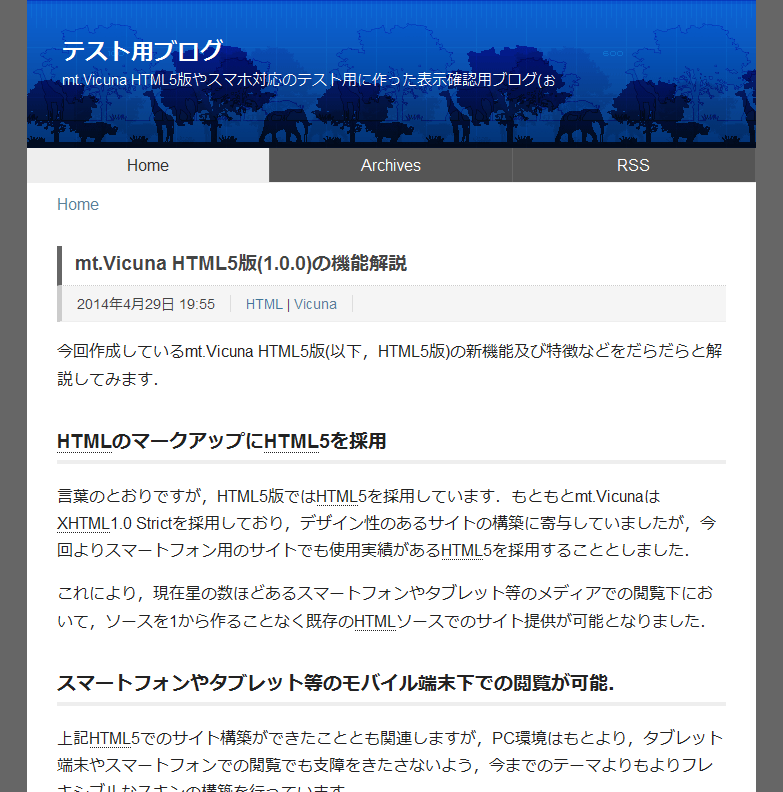 テスト用ブログ
mt.Vicuna HTML5版やスマホ対応のテスト用に作った表示確認用ブログ(ぉ
Home Archives RSS
Home
mt.Vicuna HTML5版(1.0.0)の機能解説
2014年4月29日 19:55 HTML | Vicuna
今回作成しているmt.Vicuna HTML5版(以下，HTML5版)の新機能及び特徴などをだらだらと解
説してみます．
HTMLのマークアップにHTML5を採用
言葉のとおりですが，HTML5版ではHTML5を採用しています．もともとmt.Vicunaは
XHTML1.0 Strictを採用しており，デザイン性のあるサイトの構築に寄与していましたが，今
回よりスマートフォン用のサイトでも使用実績があるHTML5を採用することとしました．
これにより，現在星の数ほどあるスマートフォンやタブレット等のメディアでの閲覧下にお
いて，ソースを1から作ることなく既存のHTMLソースでのサイト提供が可能となりました．
スマートフォンやタブレット等のモバイル端末下での閲覧が可能．
上記HTML5でのサイト構築ができたこととも関連しますが，PC環境はもとより，タブレット
端末やスマートフォンでの閲覧でも支障をきたさないよう，今までのテーマよりもよりフレ
キシブルなスキンの構築を行っています